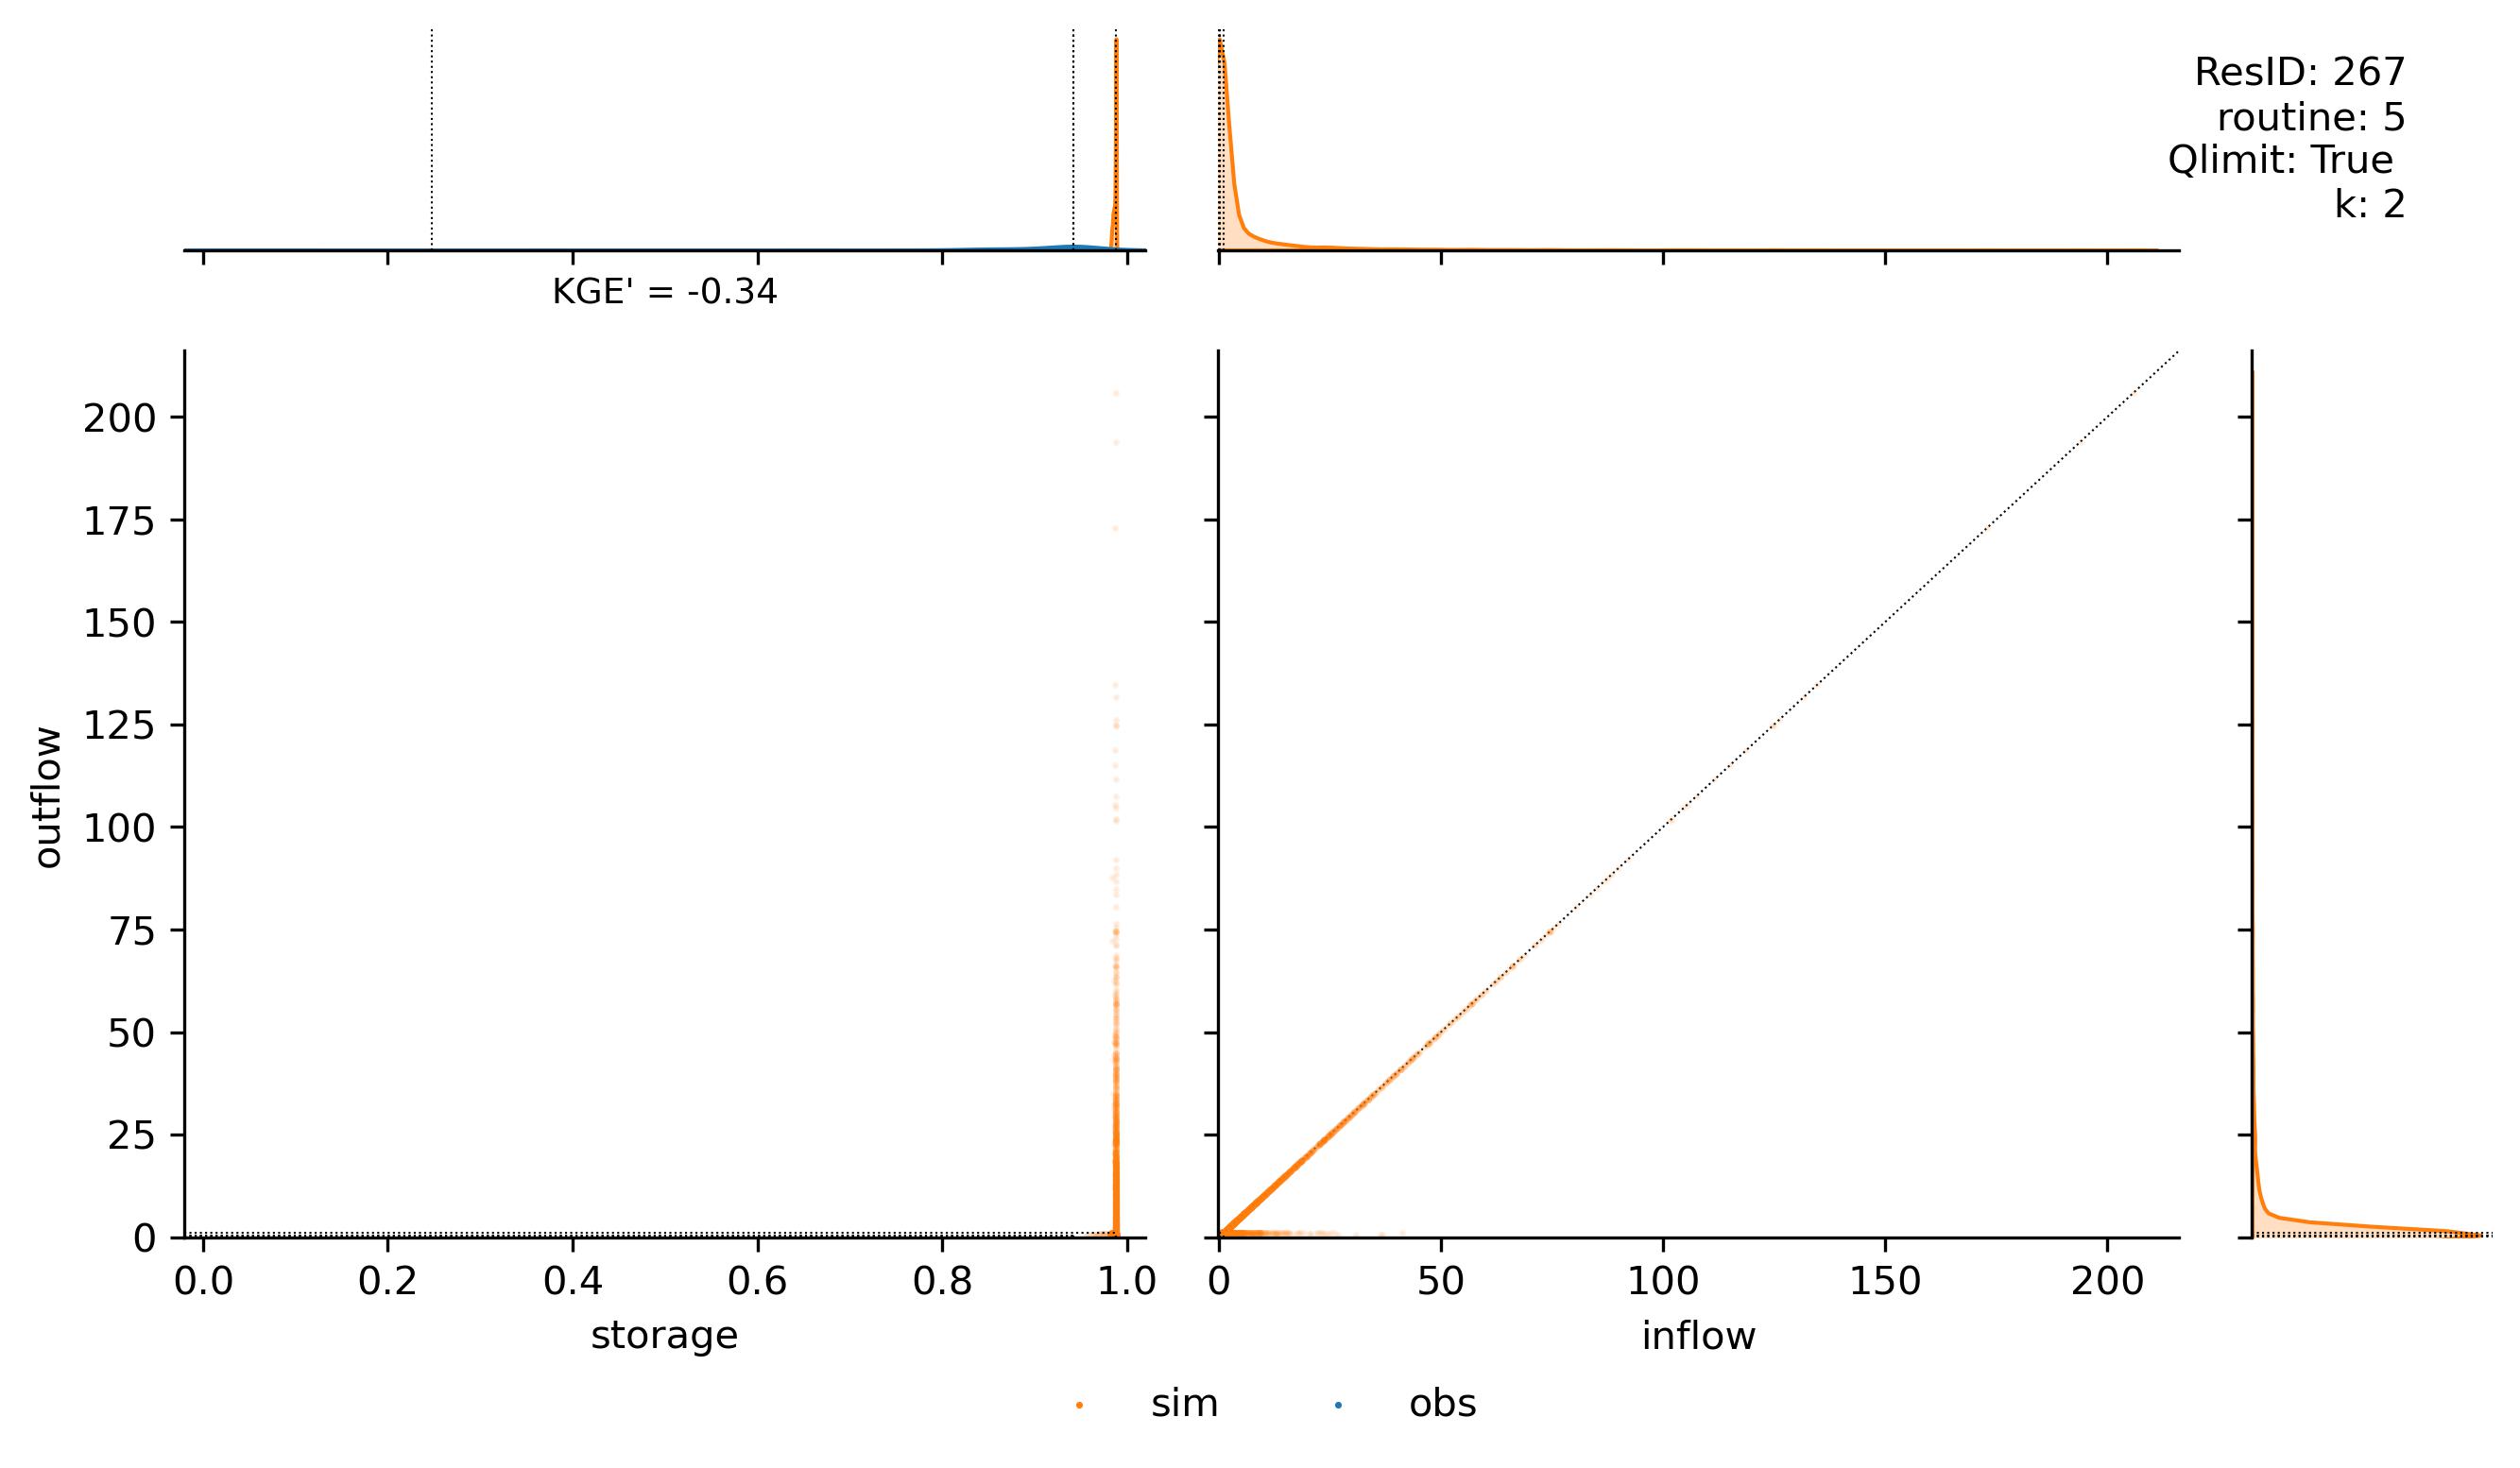 ResID: 267
routine: 5
Qlimit: True
k: 2
KGE' = -0.34
outflow
200
175
150
125
100
75
50
25
0
0.0 0.2 0.4 0.6 0.8 1.0
0 50 100 150 200
storage
inflow
sim obs